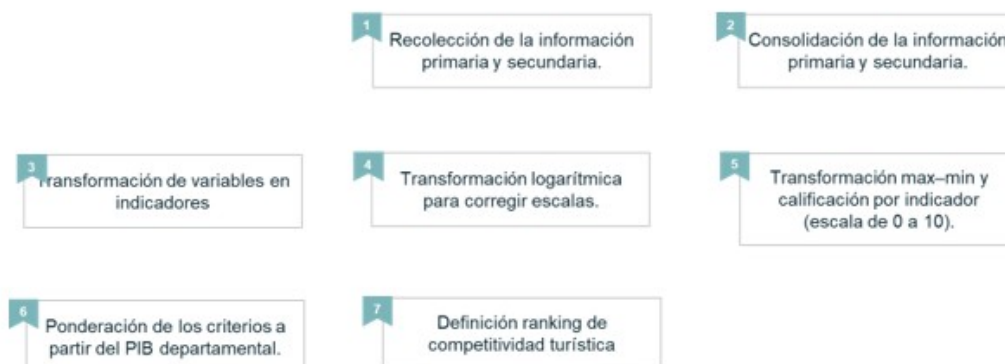 1
Recolección de la información
primaria y secundaria.
2
Consolidación de la información
primaria y secundaria.
3
Transformación de variables en
indicadores
4
Transformación logarítmica
para corregir escalas.
5
Transformación max–min y
calificación por indicador
(escala de 0 a 10).
6
Ponderación de los criterios a
partir del PIB departamental.
7
Definición ranking de
competitividad turística